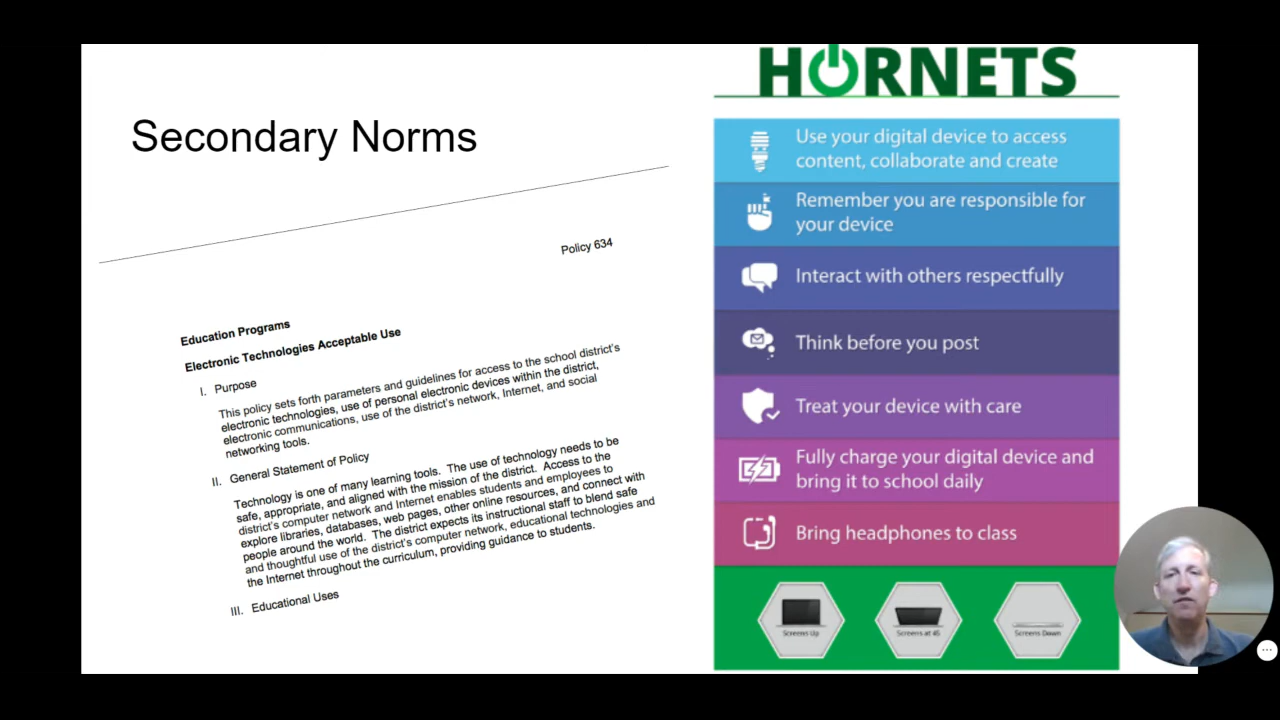 Secondary Norms
Policy 634
Education Programs
Electronic Technologies Acceptable Use
I. Purpose
This policy sets forth parameters and guidelines for access to the school district's
electronic technologies, use of personal electronic devices within the district,
electronic communications, use of the district's network, Internet, and social
networking tools.
II. General Statement of Policy
Technology is one of many learning tools. The use of technology needs to be
safe, appropriate, and aligned with the mission of the district. Access to the
district's computer network and Internet enables students and employees to
explore libraries, databases, web pages, other online resources, and connect with
people around the world. The district expects its instructional staff to blend safe
and thoughtful use of the district's computer network, educational technologies and
the Internet throughout the curriculum, providing guidance to students.
III. Educational Uses
HORNETS
Use your digital device to access
content, collaborate and create
Remember you are responsible for
your device
Interact with others respectfully
Think before you post
Treat your device with care
Fully charge your digital device and
bring it to school daily
Bring headphones to class
Screens Up
Screens at 45
Screens Down